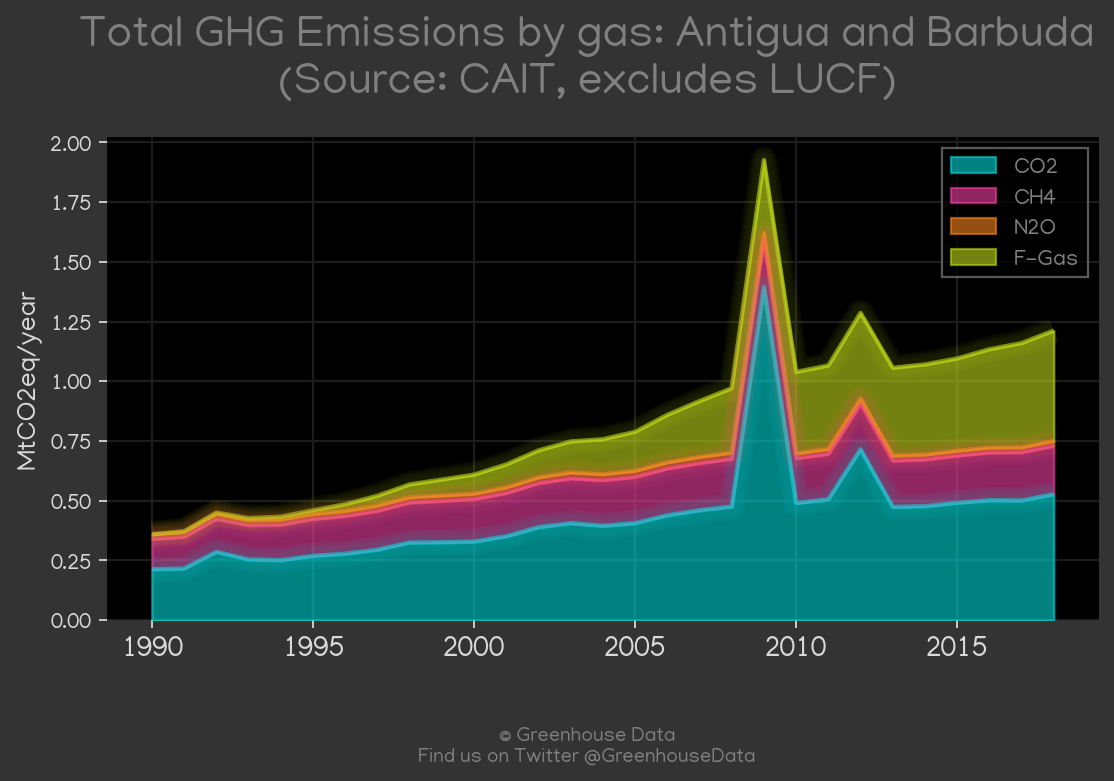 Total GHG Emissions by gas: Antigua and Barbuda
(Source: CAIT, excludes LUCF)
2.00
1.75
1.50
1.25
1.00
0.75
0.50
0.25
0.00
MtCO2eq/year
CO2
CH4
N2O
F-Gas
1990 1995 2000 2005 2010 2015
© Greenhouse Data
Find us on Twitter @GreenhouseData